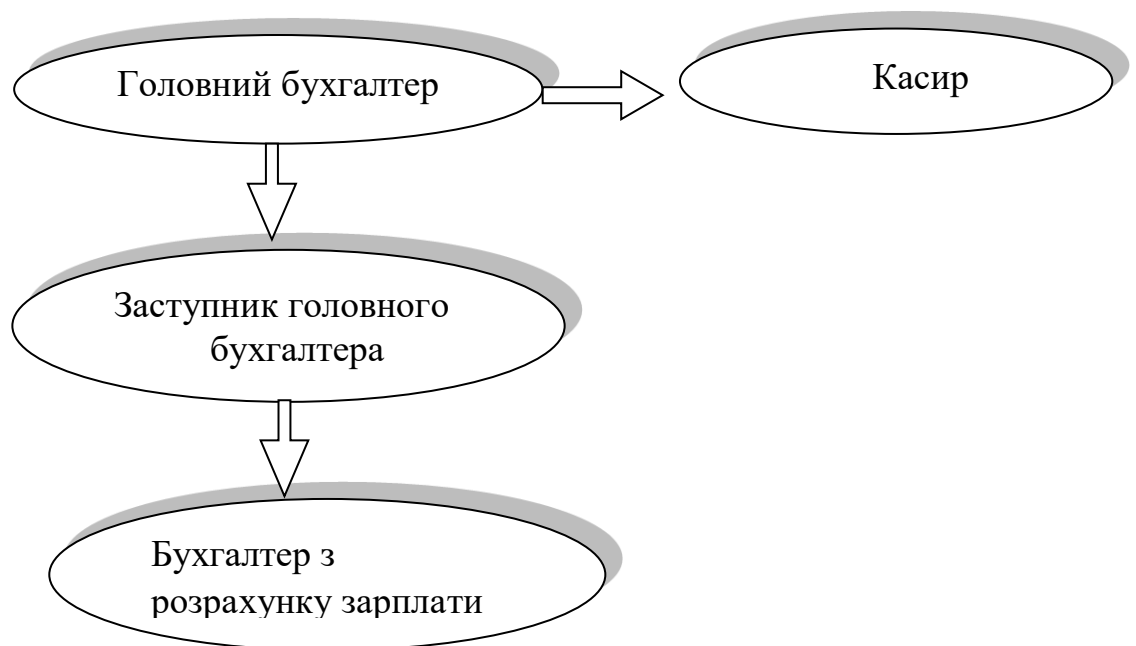 Головний бухгалтер
Касир
Заступник головного
бухгалтера
Бухгалтер з
розрахунку зарплати